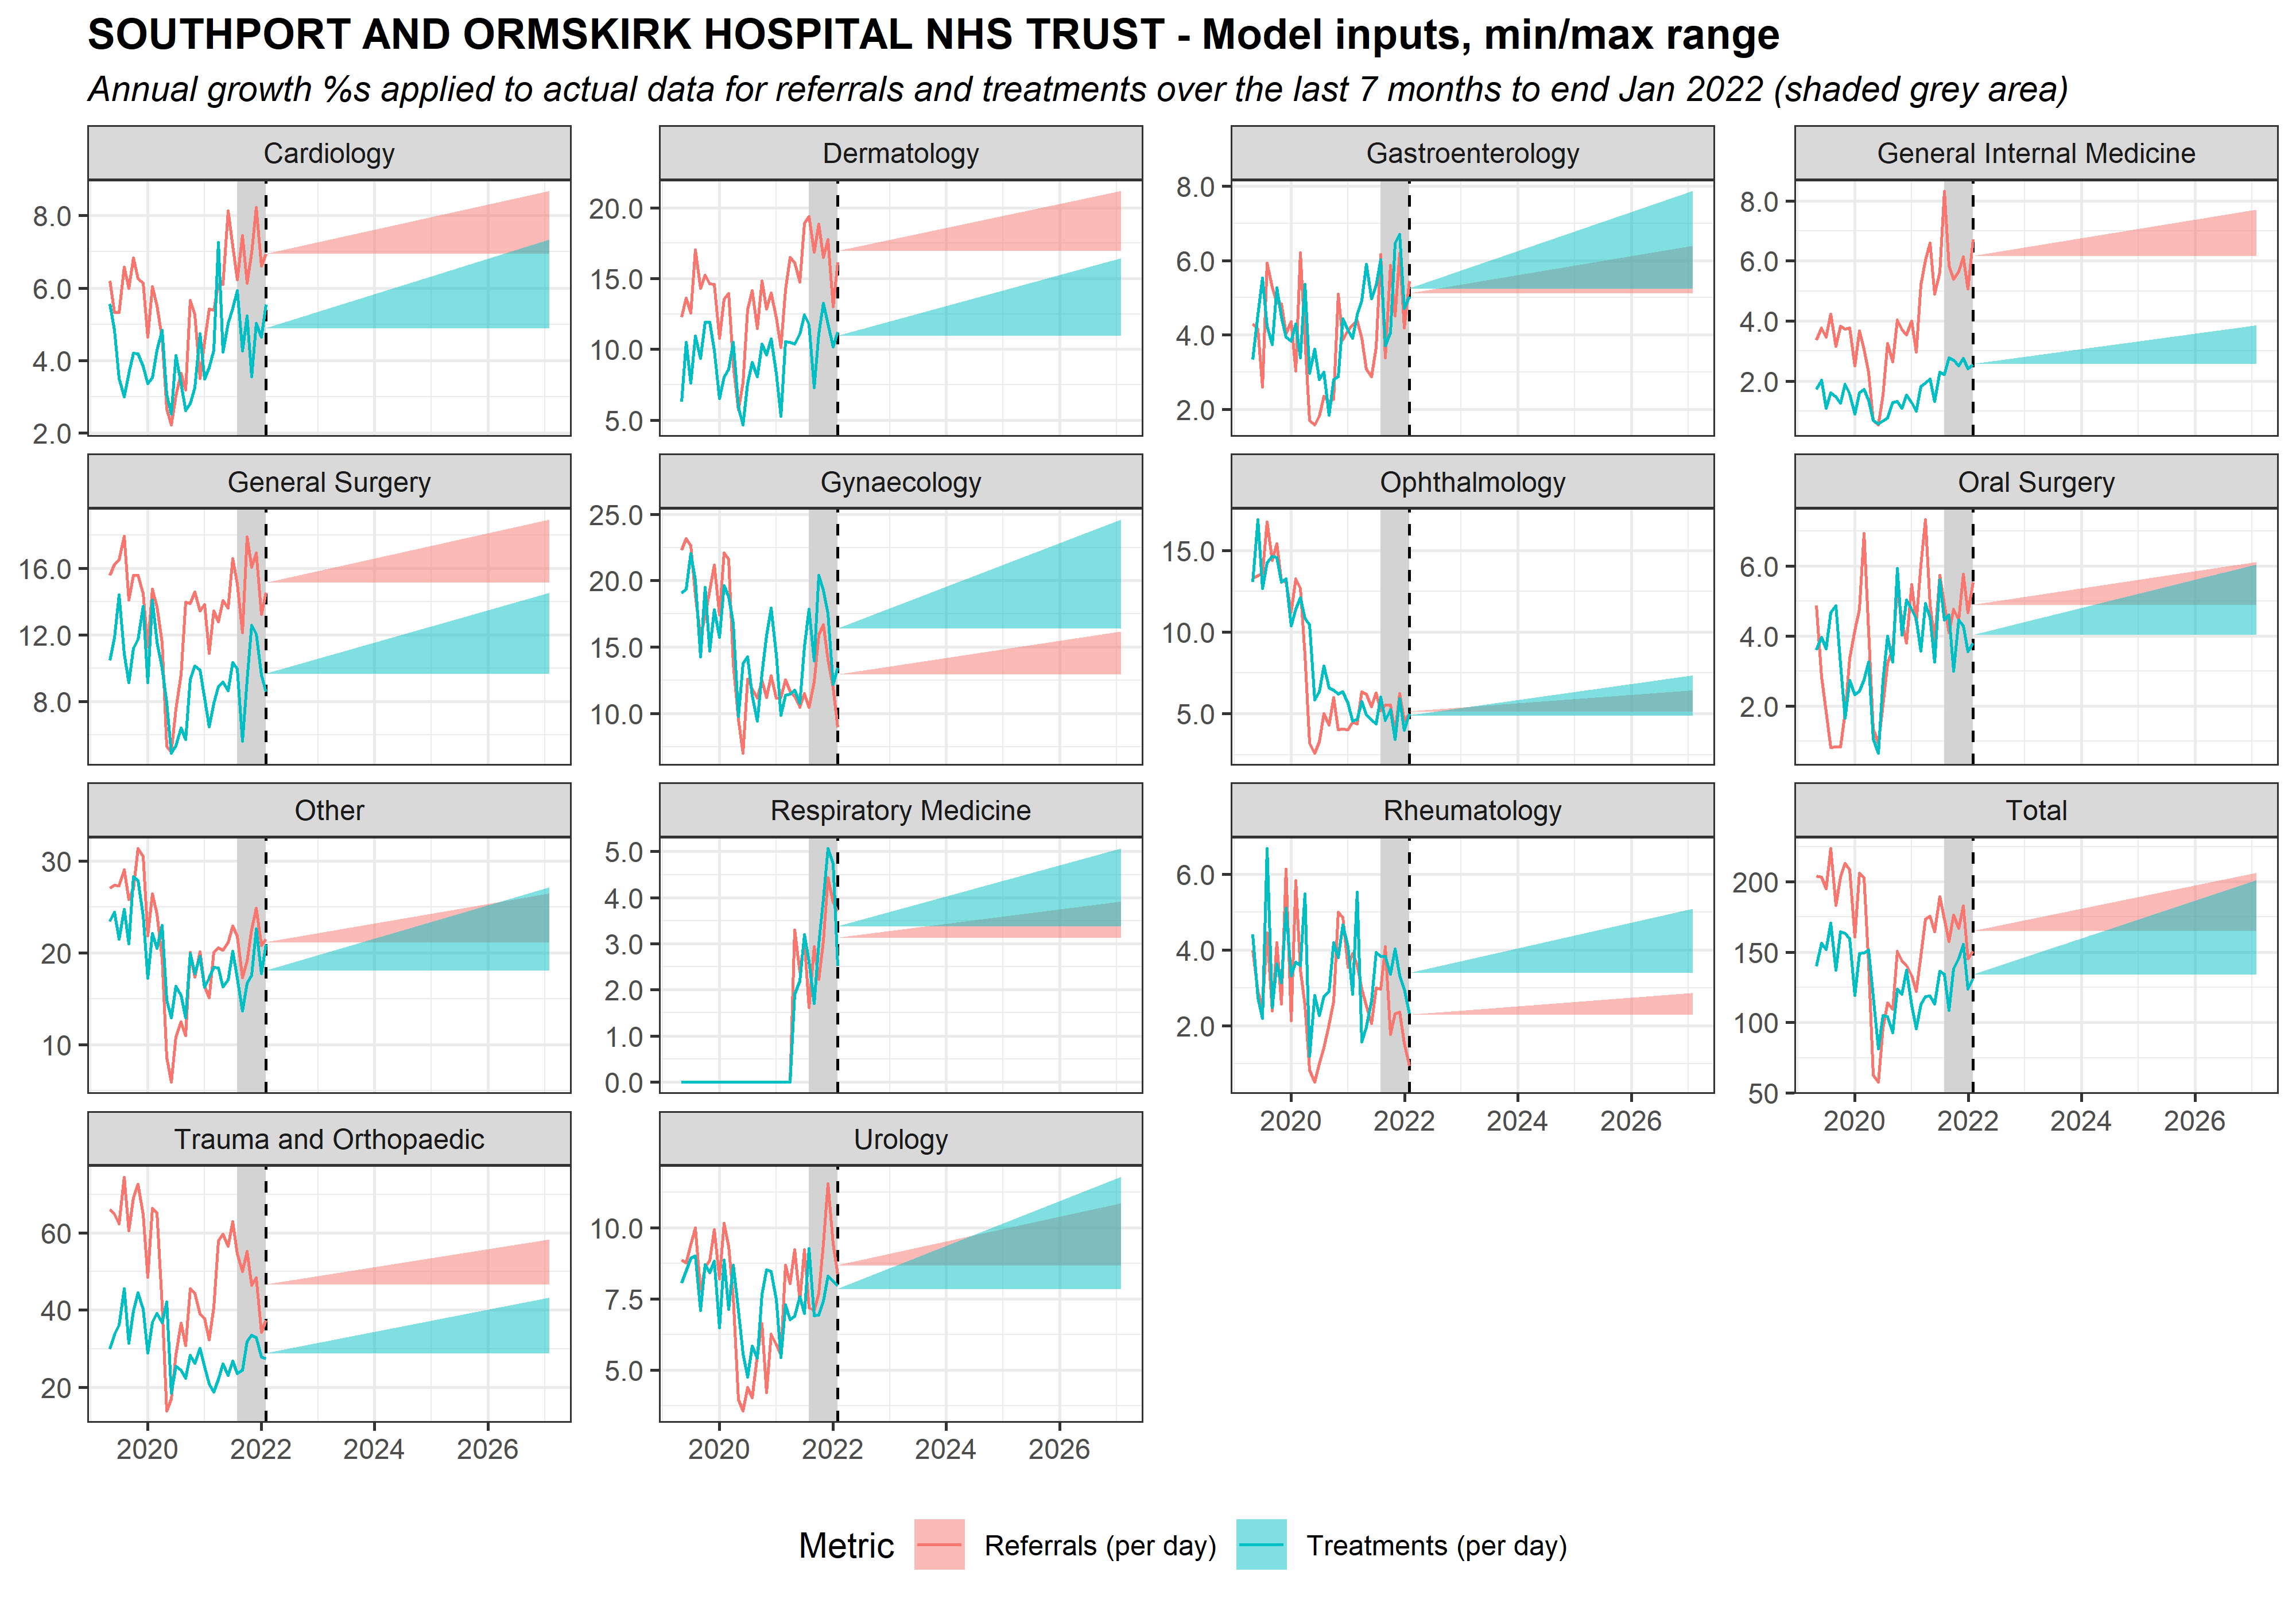 SOUTHPORT AND ORMSKIRK HOSPITAL NHS TRUST - Model inputs, min/max range
Annual growth %s applied to actual data for referrals and treatments over the last 7 months to end Jan 2022 (shaded grey area)
Cardiology
8.0
6.0
4.0
2.0
Dermatology
20.0
15.0
10.0
5.0
Gastroenterology
8.0
6.0
4.0
2.0
General Internal Medicine
8.0
6.0
4.0
2.0
General Surgery
16.0
12.0
8.0
Gynaecology
25.0
20.0
15.0
10.0
Ophthalmology
15.0
10.0
5.0
Oral Surgery
6.0
4.0
2.0
Other
30
20
10
Respiratory Medicine
5.0
4.0
3.0
2.0
1.0
0.0
Rheumatology
6.0
4.0
2.0
2020 2022 2024 2026
Total
200
150
100
50
2020 2022 2024 2026
Trauma and Orthopaedic
60
40
20
2020 2022 2024 2026
Urology
10.0
7.5
5.0
2020 2022 2024 2026
Metric Referrals (per day) Treatments (per day)